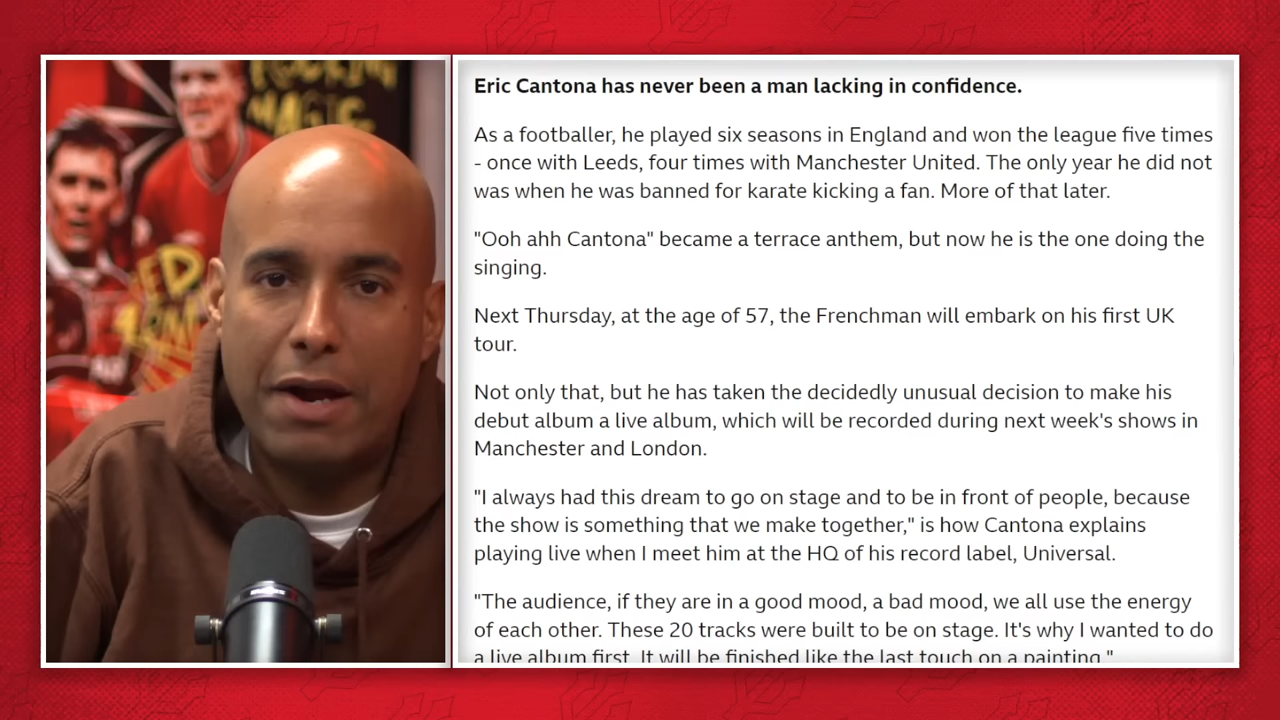 ROCKIN'
MAGIC
RED
ARMY
Eric Cantona has never been a man lacking in confidence.
As a footballer, he played six seasons in England and won the league five times
- once with Leeds, four times with Manchester United. The only year he did not
was when he was banned for karate kicking a fan. More of that later.
"Ooh ahh Cantona" became a terrace anthem, but now he is the one doing the
singing.
Next Thursday, at the age of 57, the Frenchman will embark on his first UK
tour.
Not only that, but he has taken the decidedly unusual decision to make his
debut album a live album, which will be recorded during next week's shows in
Manchester and London.
"I always had this dream to go on stage and to be in front of people, because
the show is something that we make together," is how Cantona explains
playing live when I meet him at the HQ of his record label, Universal.
"The audience, if they are in a good mood, a bad mood, we all use the energy
of each other. These 20 tracks were built to be on stage. It's why I wanted to do
a live album first. It will be finished like the last touch on a painting."